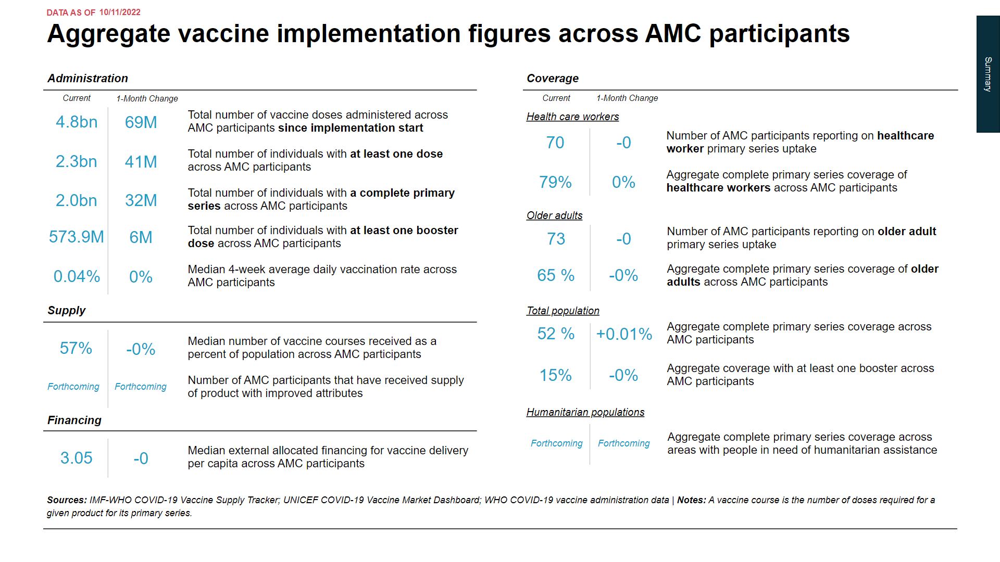 DATA AS OF 10/11/2022
Aggregate vaccine implementation figures across AMC participants
Summary
Administration
Current 1-Month Change
4.8bn 69M Total number of vaccine doses administered across
AMC participants since implementation start
2.3bn 41M Total number of individuals with at least one dose
across AMC participants
2.0bn 32M Total number of individuals with a complete primary
series across AMC participants
573.9M 6M Total number of individuals with at least one booster
dose across AMC participants
0.04% 0% Median 4-week average daily vaccination rate across
AMC participants
Supply
57% -0% Median number of vaccine courses received as a
percent of population across AMC participants
Forthcoming Forthcoming Number of AMC participants that have received supply
of product with improved attributes
Financing
3.05 -0 Median external allocated financing for vaccine delivery
per capita across AMC participants
Coverage
Current 1-Month Change
Health care workers
70 -0 Number of AMC participants reporting on healthcare
worker primary series uptake
79% 0% Aggregate complete primary series coverage of
healthcare workers across AMC participants
Older adults
73 -0 Number of AMC participants reporting on older adult
primary series uptake
65 % -0% Aggregate complete primary series coverage of older
adults across AMC participants
Total population
52 % +0.01% Aggregate complete primary series coverage across
AMC participants
15% -0% Aggregate coverage with at least one booster across
AMC participants
Humanitarian populations
Forthcoming Forthcoming Aggregate complete primary series coverage across
areas with people in need of humanitarian assistance
Sources: IMF-WHO COVID-19 Vaccine Supply Tracker; UNICEF COVID-19 Vaccine Market Dashboard; WHO COVID-19 vaccine administration data | Notes: A vaccine course is the number of doses required for a
given product for its primary series.